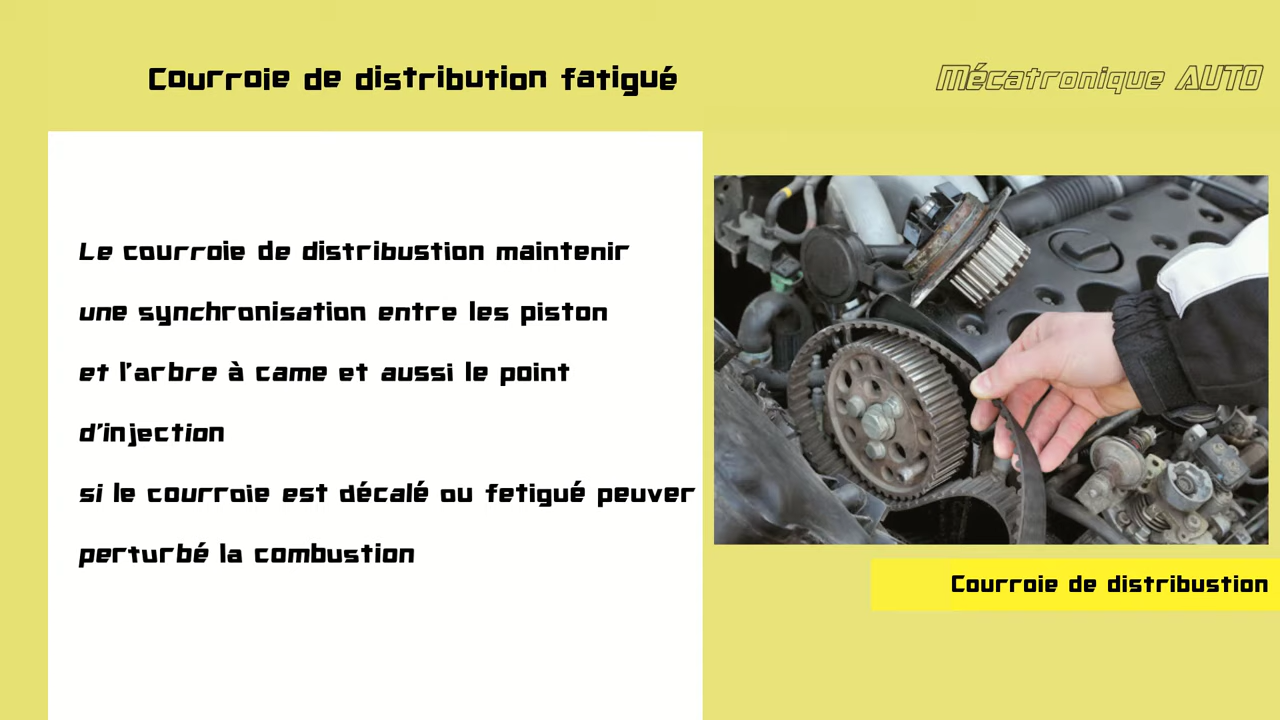 Courroie de distribution fatigué
Mécatronique AUTO
Le courroie de distribustion maintenir
une synchronisation entre les piston
et l'arbre à came et aussi le point
d'injection
si le courroie est décalé ou fetigué peuver
perturbé la combustion
Courroie de distribustion